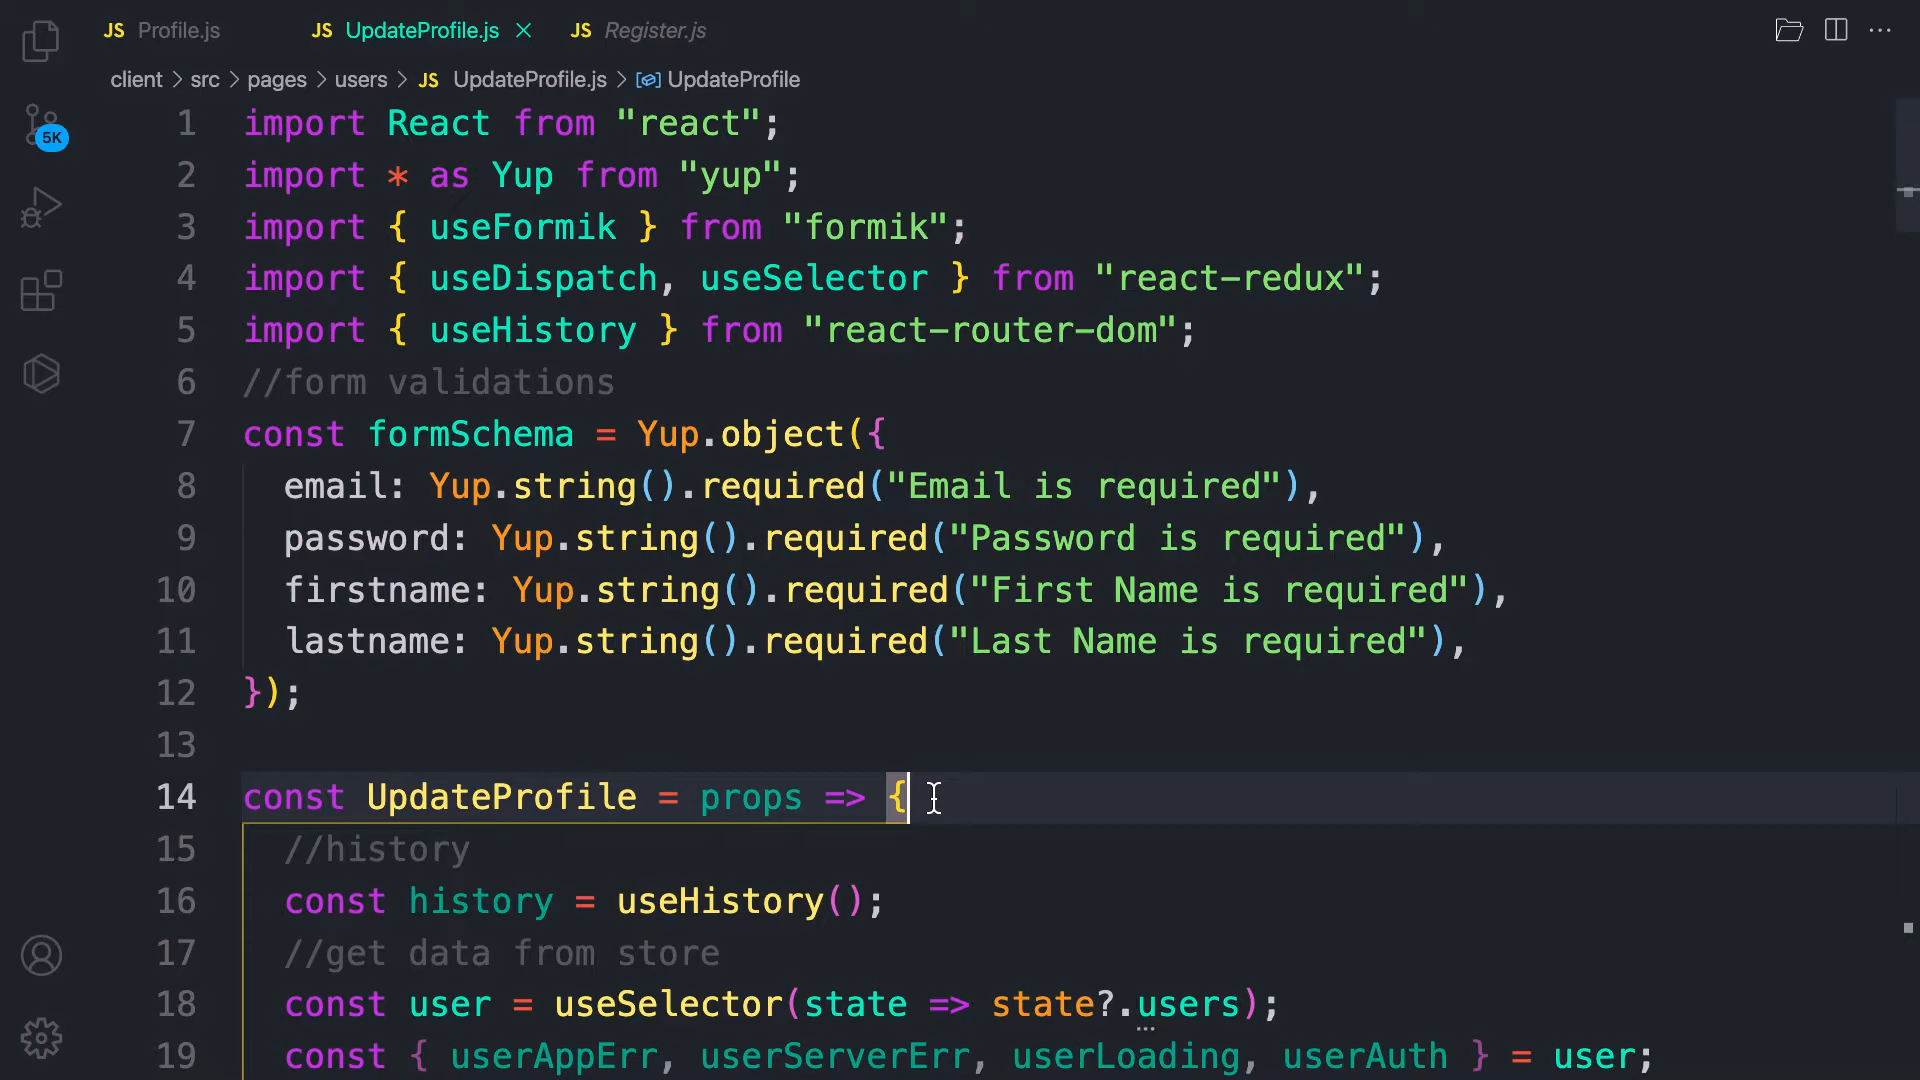 JS Profile.js JS UpdateProfile.js JS Register.js
client > src > pages > users > JS UpdateProfile.js > UpdateProfile
5K
1 import React from "react";
2 import * as Yup from "yup";
3 import { useFormik } from "formik";
4 import { useDispatch, useSelector } from "react-redux";
5 import { useHistory } from "react-router-dom";
6 //form validations
7 const formSchema = Yup.object({
8 email: Yup.string().required("Email is required"),
9 password: Yup.string().required("Password is required"),
10 firstname: Yup.string().required("First Name is required"),
11 lastname: Yup.string().required("Last Name is required"),
12 });
13
14 const UpdateProfile = props => {
15 //history
16 const history = useHistory();
17 //get data from store
18 const user = useSelector(state => state?.users);
19 const { userAppErr, userServerErr, userLoading, userAuth } = user;